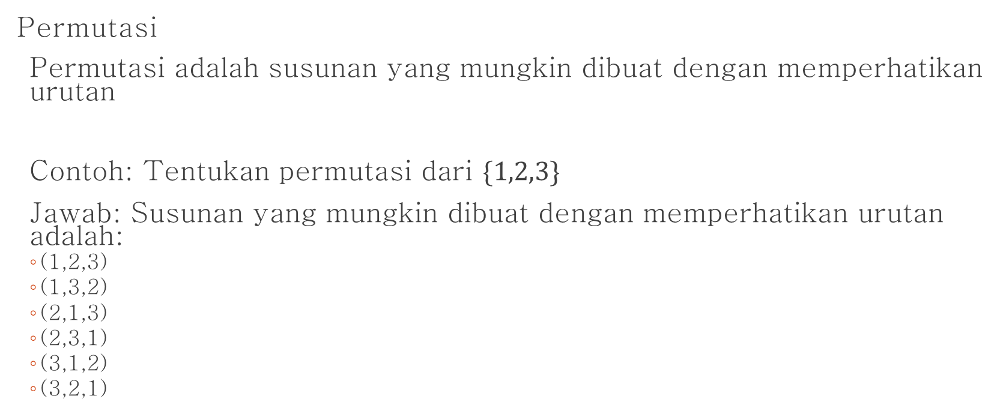 Permutasi
Permutasi adalah susunan yang mungkin dibuat dengan memperhatikan
urutan
Contoh: Tentukan permutasi dari {1,2,3}
Jawab: Susunan yang mungkin dibuat dengan memperhatikan urutan
adalah:
◦(1,2,3)
◦(1,3,2)
◦(2,1,3)
◦(2,3,1)
◦(3,1,2)
◦(3,2,1)